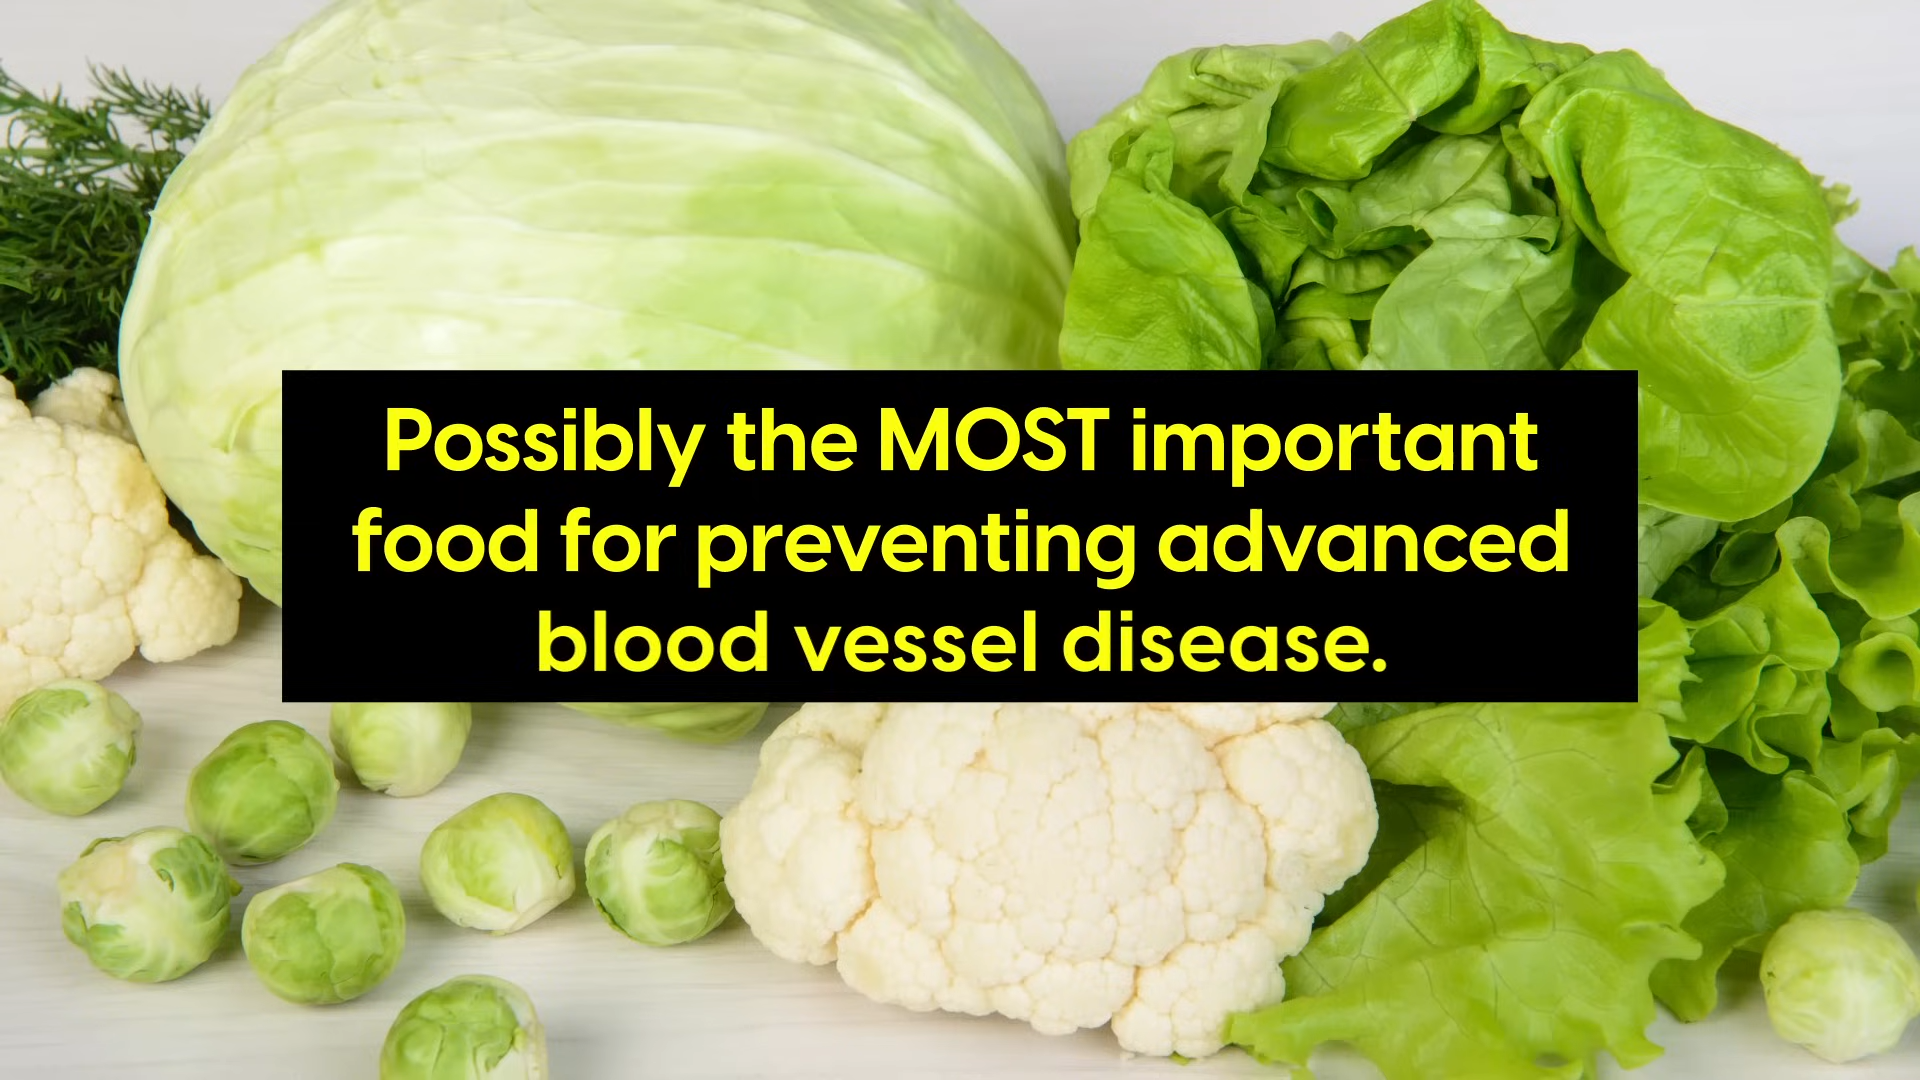 Possibly the MOST important
food for preventing advanced
blood vessel disease.